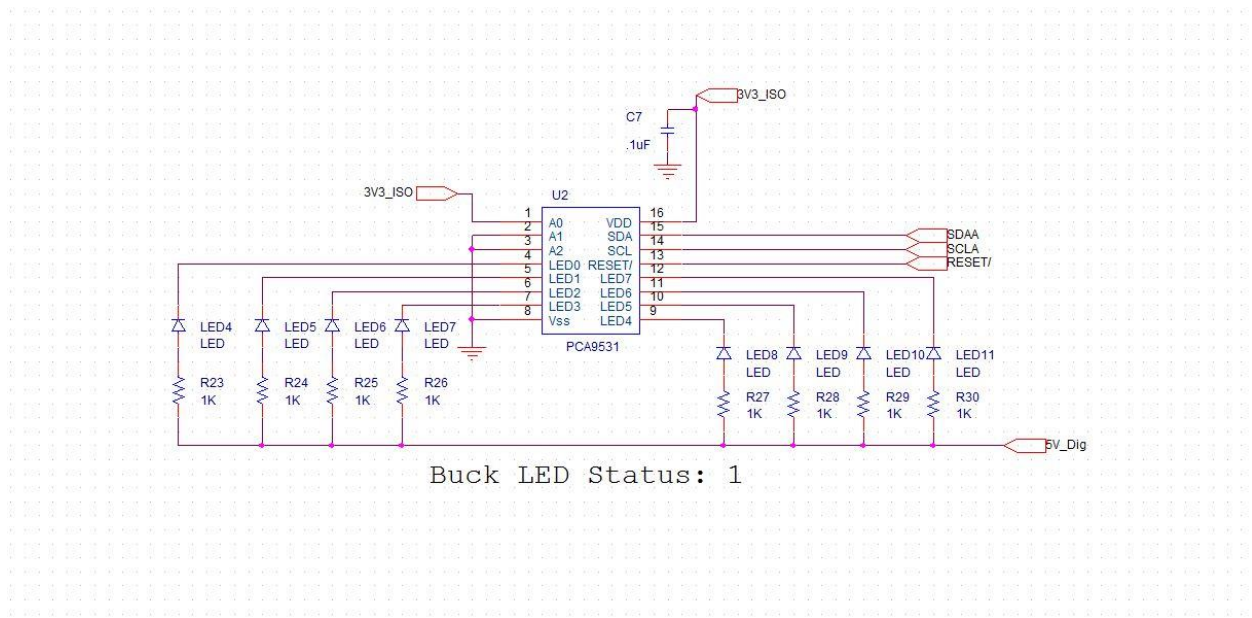 3V3_ISO
C7
.1uF
3V3_ISO
U2
1 A0 VDD 16
2 A1 SDA 15
3 A2 SCL 14
4 LED0 RESET/ 13
5 LED1 LED7 12
6 LED2 LED6 11
7 LED3 LED5 10
8 Vss LED4 9
PCA9531
SDAA
SCLA
RESET/
LED4 LED5 LED6 LED7
LED LED LED LED
R23 R24 R25 R26
1K 1K 1K 1K
LED8 LED9 LED10 LED11
LED LED LED LED
R27 R28 R29 R30
1K 1K 1K 1K
5V_Dig
Buck LED Status: 1